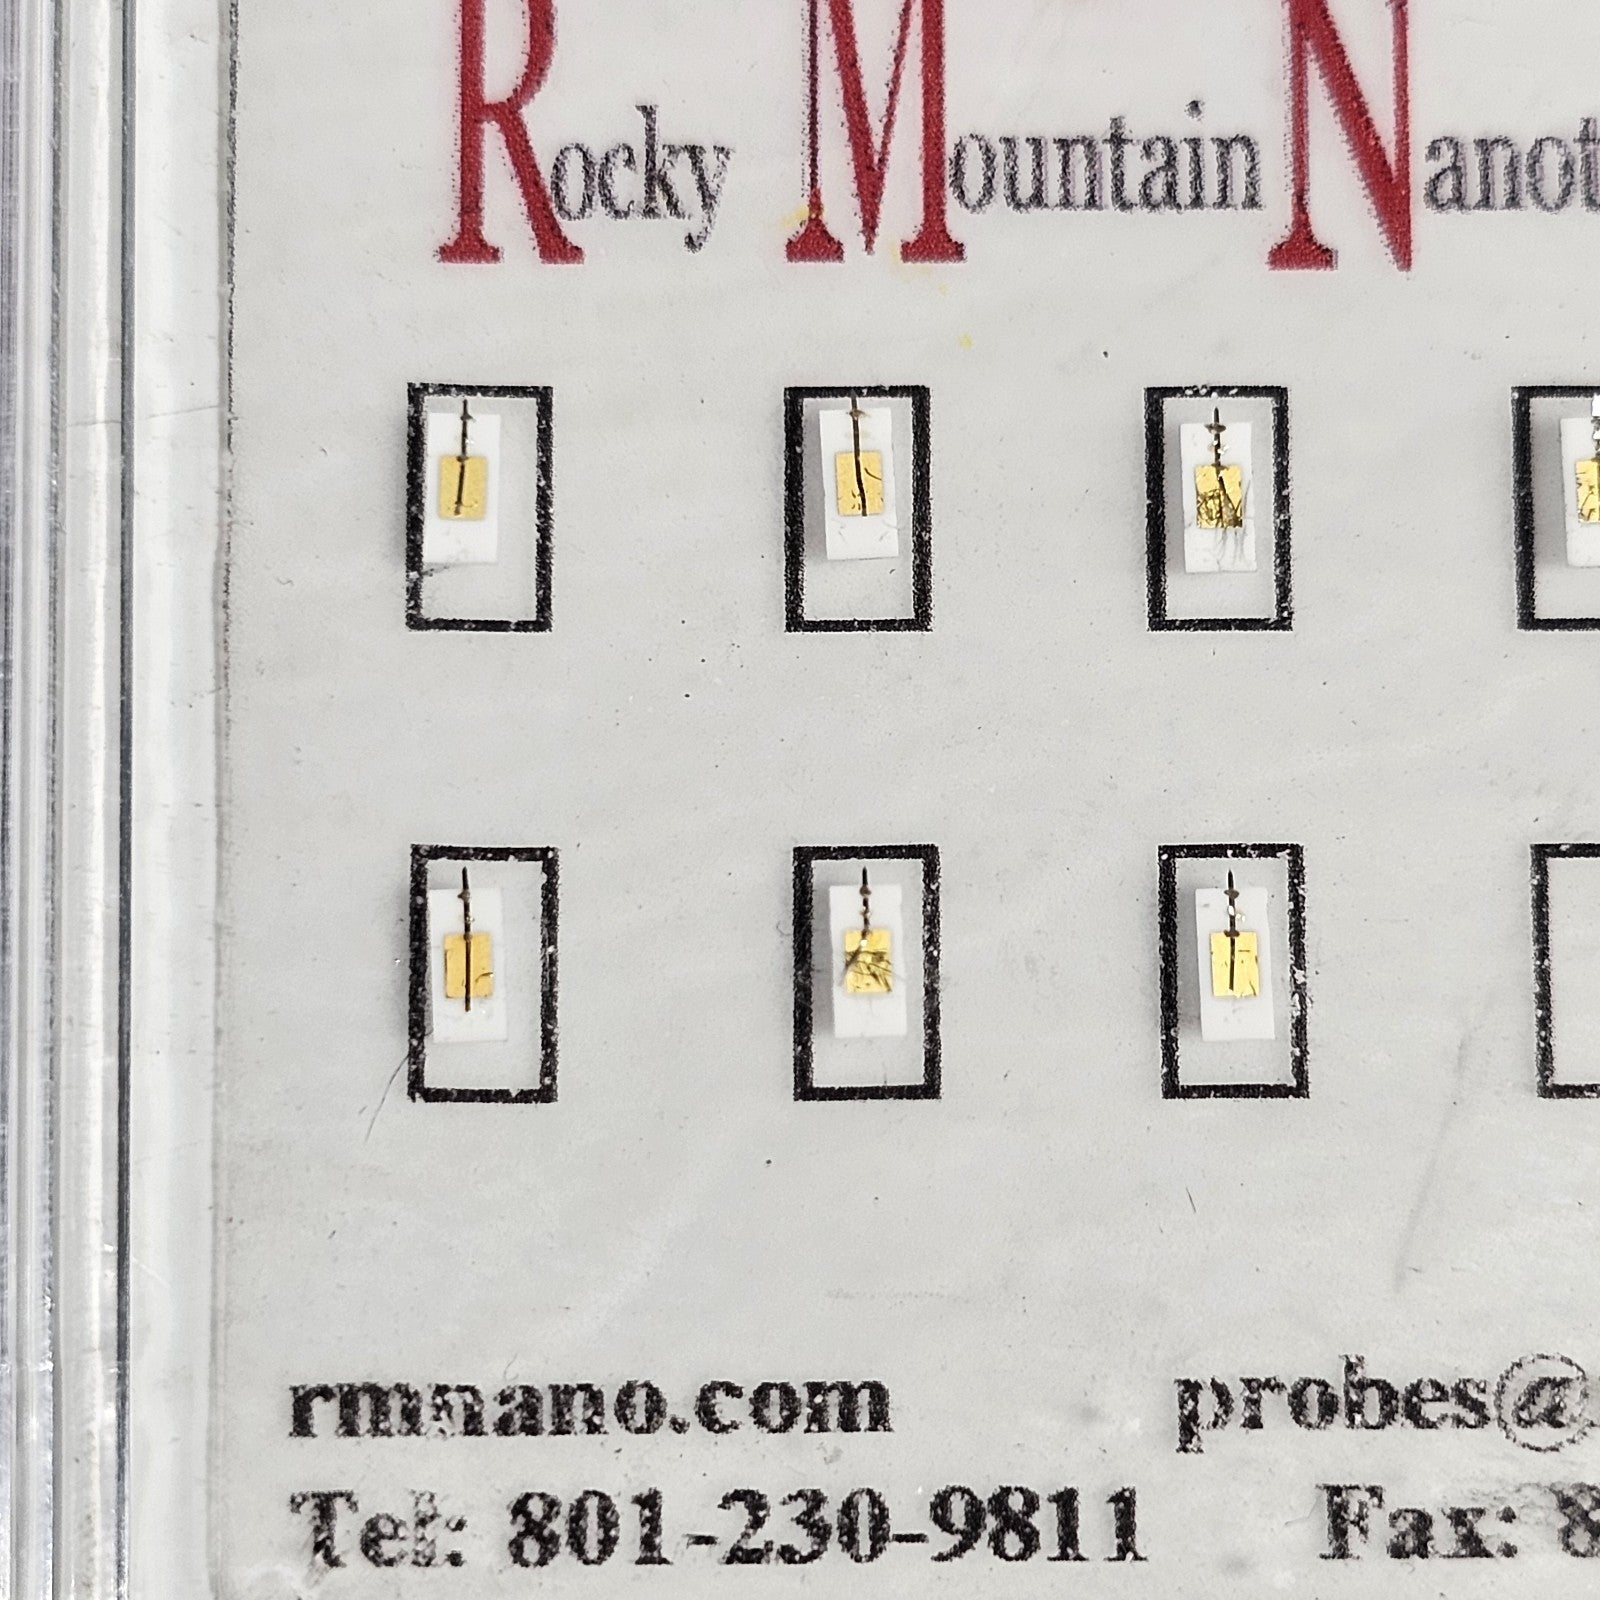 Rocky Mountain Nanot
rmnano.com probes@
Tel: 801-230-9811 Fax: 8